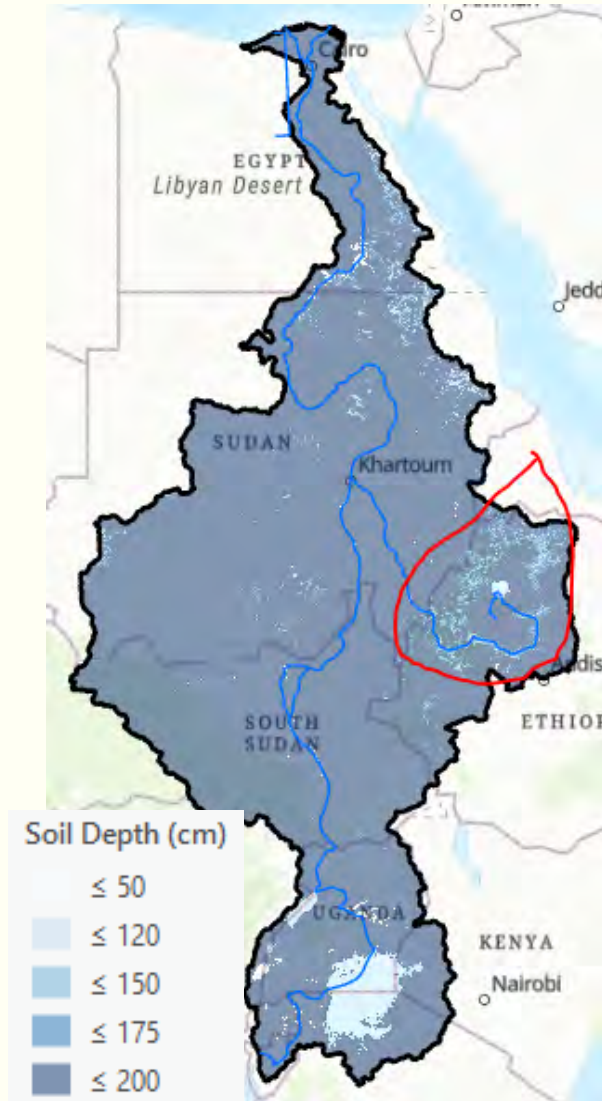 Cairo
EGYPT
Libyan Desert
Jedd
SUDAN
Khartoum
Addis
ETHIOP
SOUTH
SUDAN
Soil Depth (cm)
≤ 50
≤ 120
≤ 150
≤ 175
≤ 200
UGANDA
KENYA
Nairobi